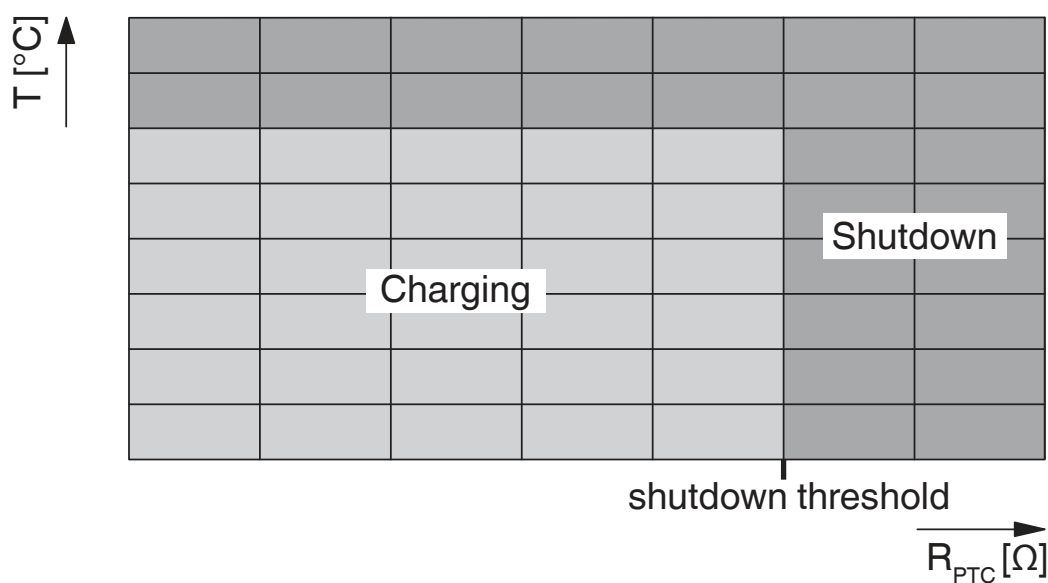 T [°C]
Shutdown
Charging
shutdown threshold
R_PTC [Ω]